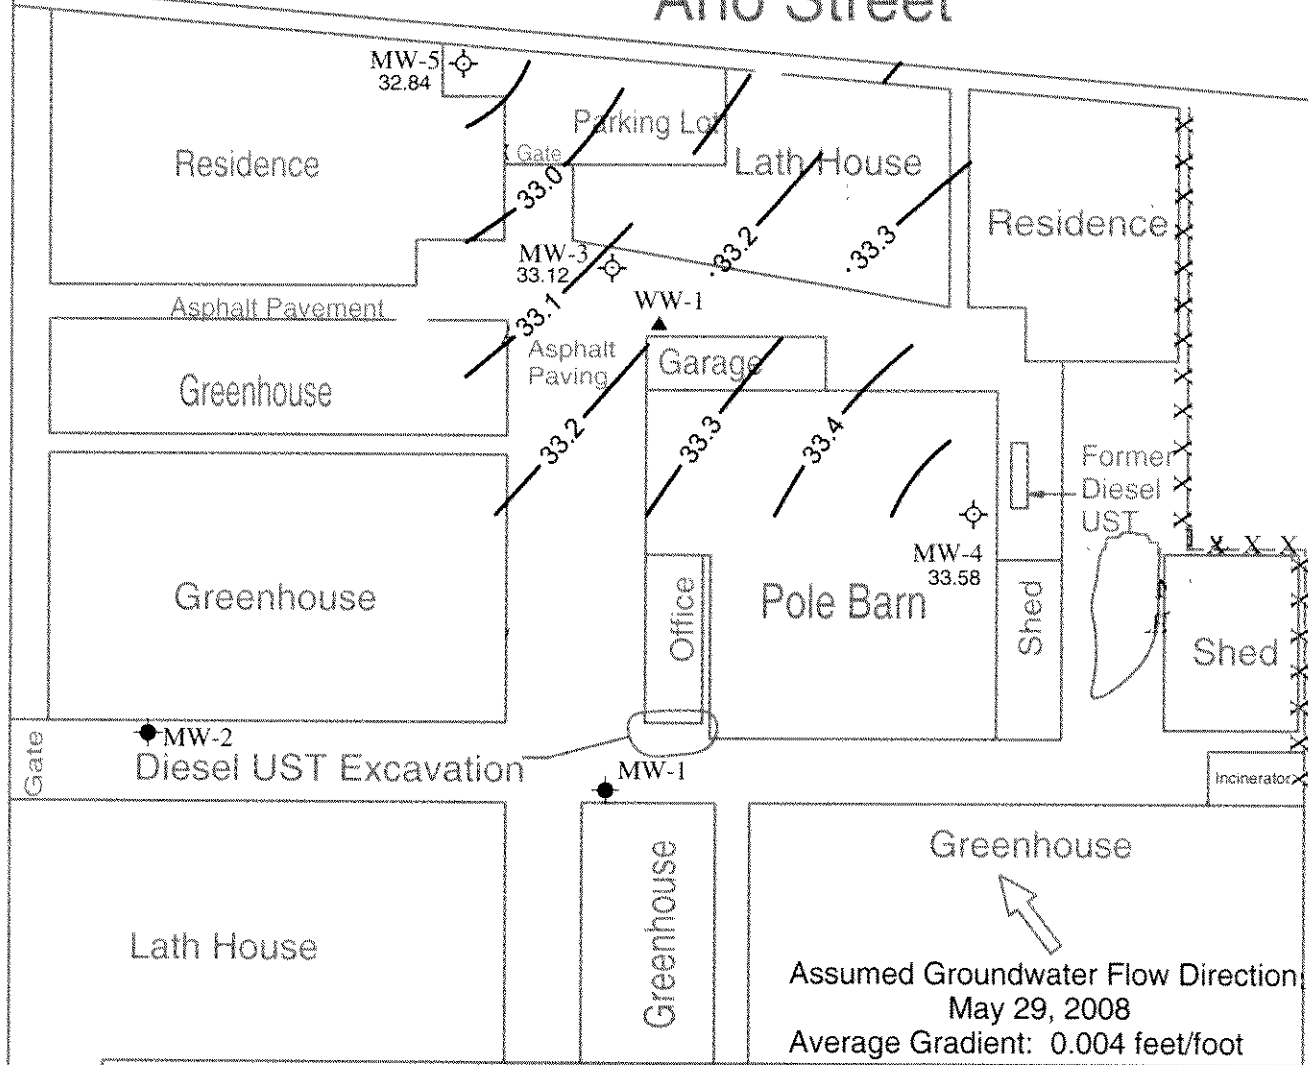 Street
MW-5
32.84
Parking Lot
Gate
Residence
Lath House
33.0
Residence
33.2
33.3
MW-3
33.12
Asphalt Pavement
33.1
WW-1
Asphalt
Paving
Garage
Greenhouse
33.2
33.3
33.4
Former
Diesel
UST
MW-4
33.58
Greenhouse
Office
Pole Barn
Shed
Shed
Gate
MW-2
Diesel UST Excavation
MW-1
Incinerator
Greenhouse
Greenhouse
Lath House
Assumed Groundwater Flow Direction
May 29, 2008
Average Gradient: 0.004 feet/foot